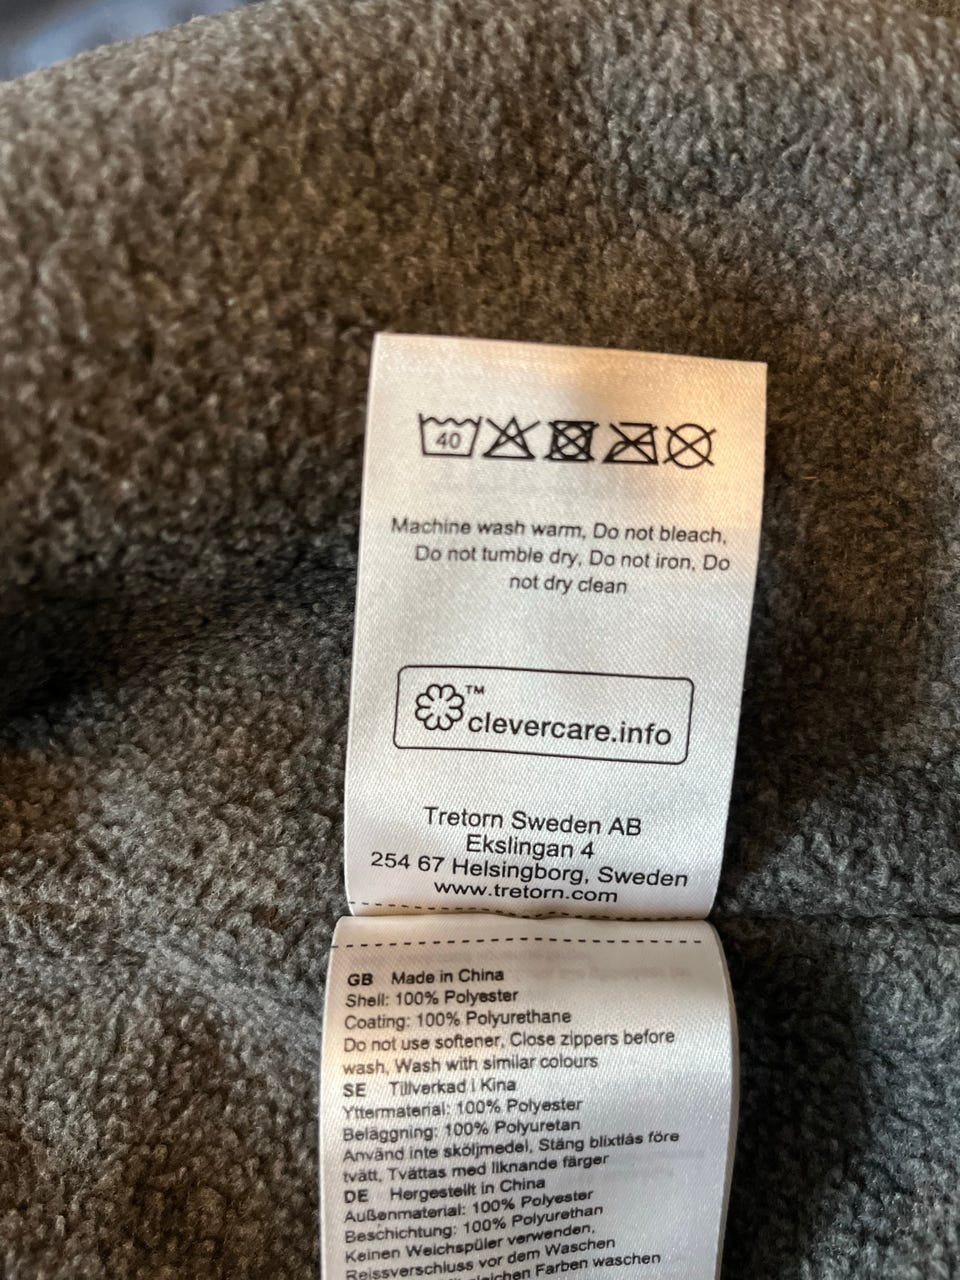 40
Machine wash warm, Do not bleach,
Do not tumble dry, Do not iron, Do
not dry clean
™
clevercare.info
Tretorn Sweden AB
Ekslingan 4
254 67 Helsingborg, Sweden
www.tretorn.com
GB Made in China
Shell: 100% Polyester
Coating: 100% Polyurethane
Do not use softener, Close zippers before
wash, Wash with similar colours
SE Tillverkad i Kina
Yttermaterial: 100% Polyester
Beläggning: 100% Polyuretan
Använd inte sköljmedel, Stäng blixtlås före
tvätt, Tvättas med liknande färger
DE Hergestellt in China
Außenmaterial: 100% Polyester
Beschichtung: 100% Polyurethan
Keinen Weichspüler verwenden,
Reissverschluss vor dem Waschen
gleichen Farben waschen